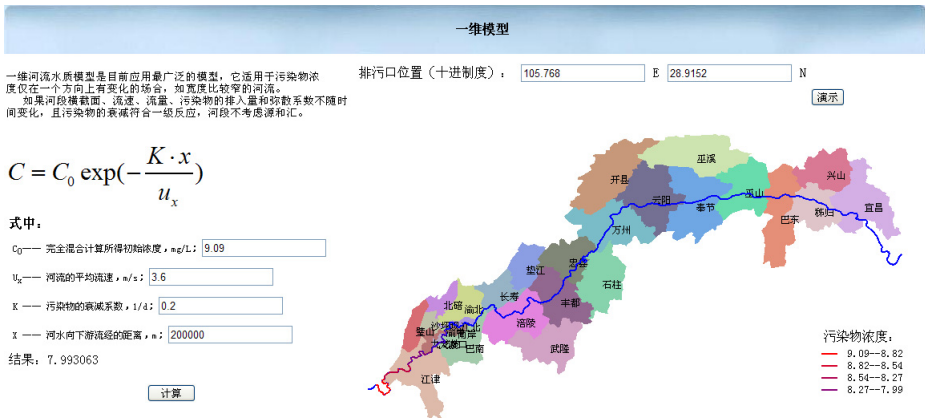 一维模型
一维河流水质模型是目前应用最广泛的模型，它适用于污染物浓
度仅在一个方向上有变化的场合，如宽度比较窄的河流。
如果河段横截面、流速、流量、污染物的排入量和弥散系数不随时
间变化，且污染物的衰减符合一级反应，河段不考虑源和汇。
排污口位置（十进制度）： 105.768 E 28.9152 N
演示
C = C₀ exp(-K·x/uₓ)
式中：
C₀—— 完全混合计算所得初始浓度，mg/L； 9.09
Uₓ—— 河流的平均流速，m/s； 3.6
K —— 污染物的衰减系数，1/d； 0.2
X —— 河水向下游流经的距离，m； 200000
结果：7.993063
计算
巫溪
开县
兴山
云阳
奉节
巫山
巴东
秭归
宜昌
万州
忠县
垫江
石柱
长寿
丰都
涪陵
武隆
北碚
渝北
璧山
巴南
江津
污染物浓度：
9.09--8.82
8.82--8.54
8.54--8.27
8.27--7.99